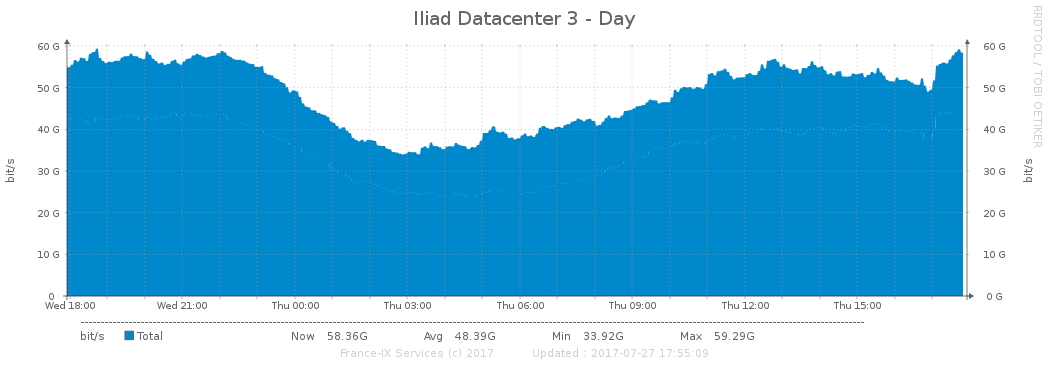 Iliad Datacenter 3 - Day
RRDTOOL / TOBI OETIKER
60 G 60 G
50 G 50 G
40 G 40 G
30 G 30 G
20 G 20 G
10 G 10 G
0 0 G
bit/s bit/s
Wed 18:00 Wed 21:00 Thu 00:00 Thu 03:00 Thu 06:00 Thu 09:00 Thu 12:00 Thu 15:00
bit/s Total Now 58.36G Avg 48.39G Min 33.92G Max 59.29G
France-IX Services (c) 2017 Updated : 2017-07-27 17:55:09